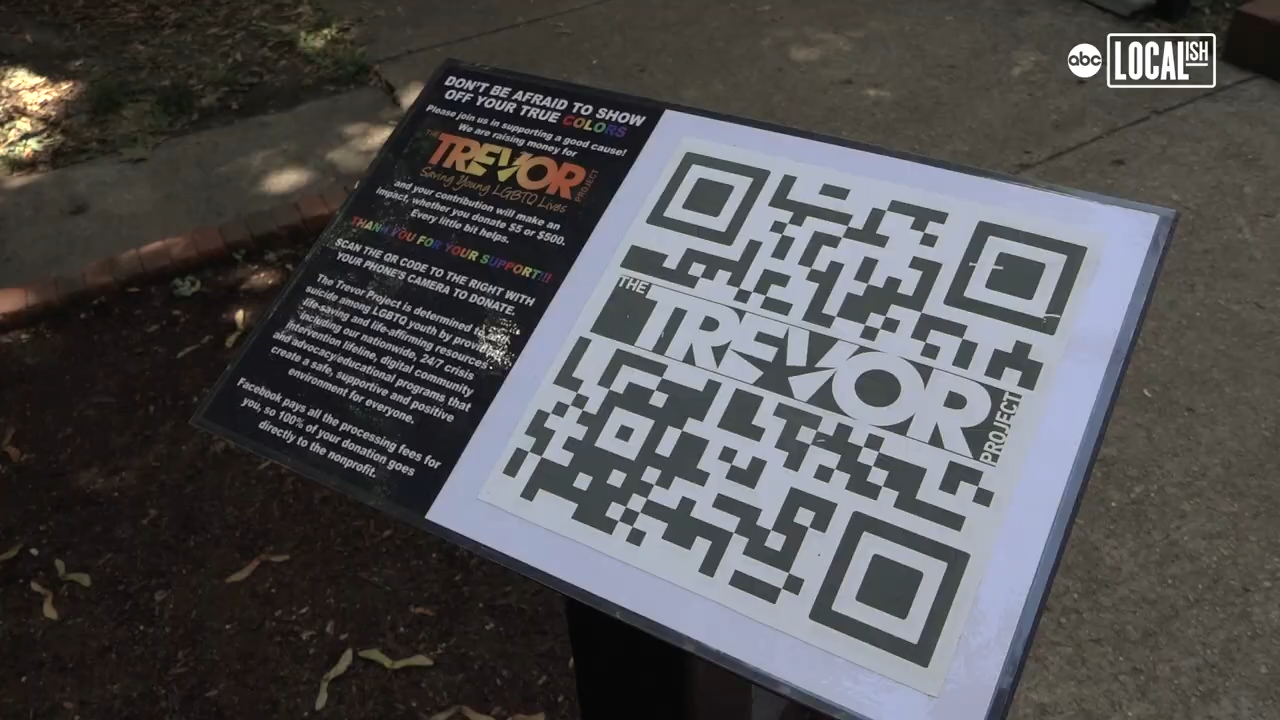 abc LOCALISH
DON'T BE AFRAID TO SHOW
OFF YOUR TRUE COLORS
Please join us in supporting a good cause!
We are raising money for
THE
TREVOR
PROJECT
Saving Young LGBTQ Lives
and your contribution will make an
impact, whether you donate $5 or $500.
Every little bit helps.
THANK YOU FOR YOUR SUPPORT!!!
SCAN THE QR CODE TO THE RIGHT WITH
YOUR PHONE'S CAMERA TO DONATE.
The Trevor Project is determined to
suicide among LGBTQ youth by providing
life-saving and life-affirming resources
including our nationwide, 24/7 crisis
intervention lifeline, digital community
and advocacy/educational programs that
create a safe, supportive and positive
environment for everyone.
Facebook pays all the processing fees for
you, so 100% of your donation goes
directly to the nonprofit.
THE
TREVOR
PROJECT